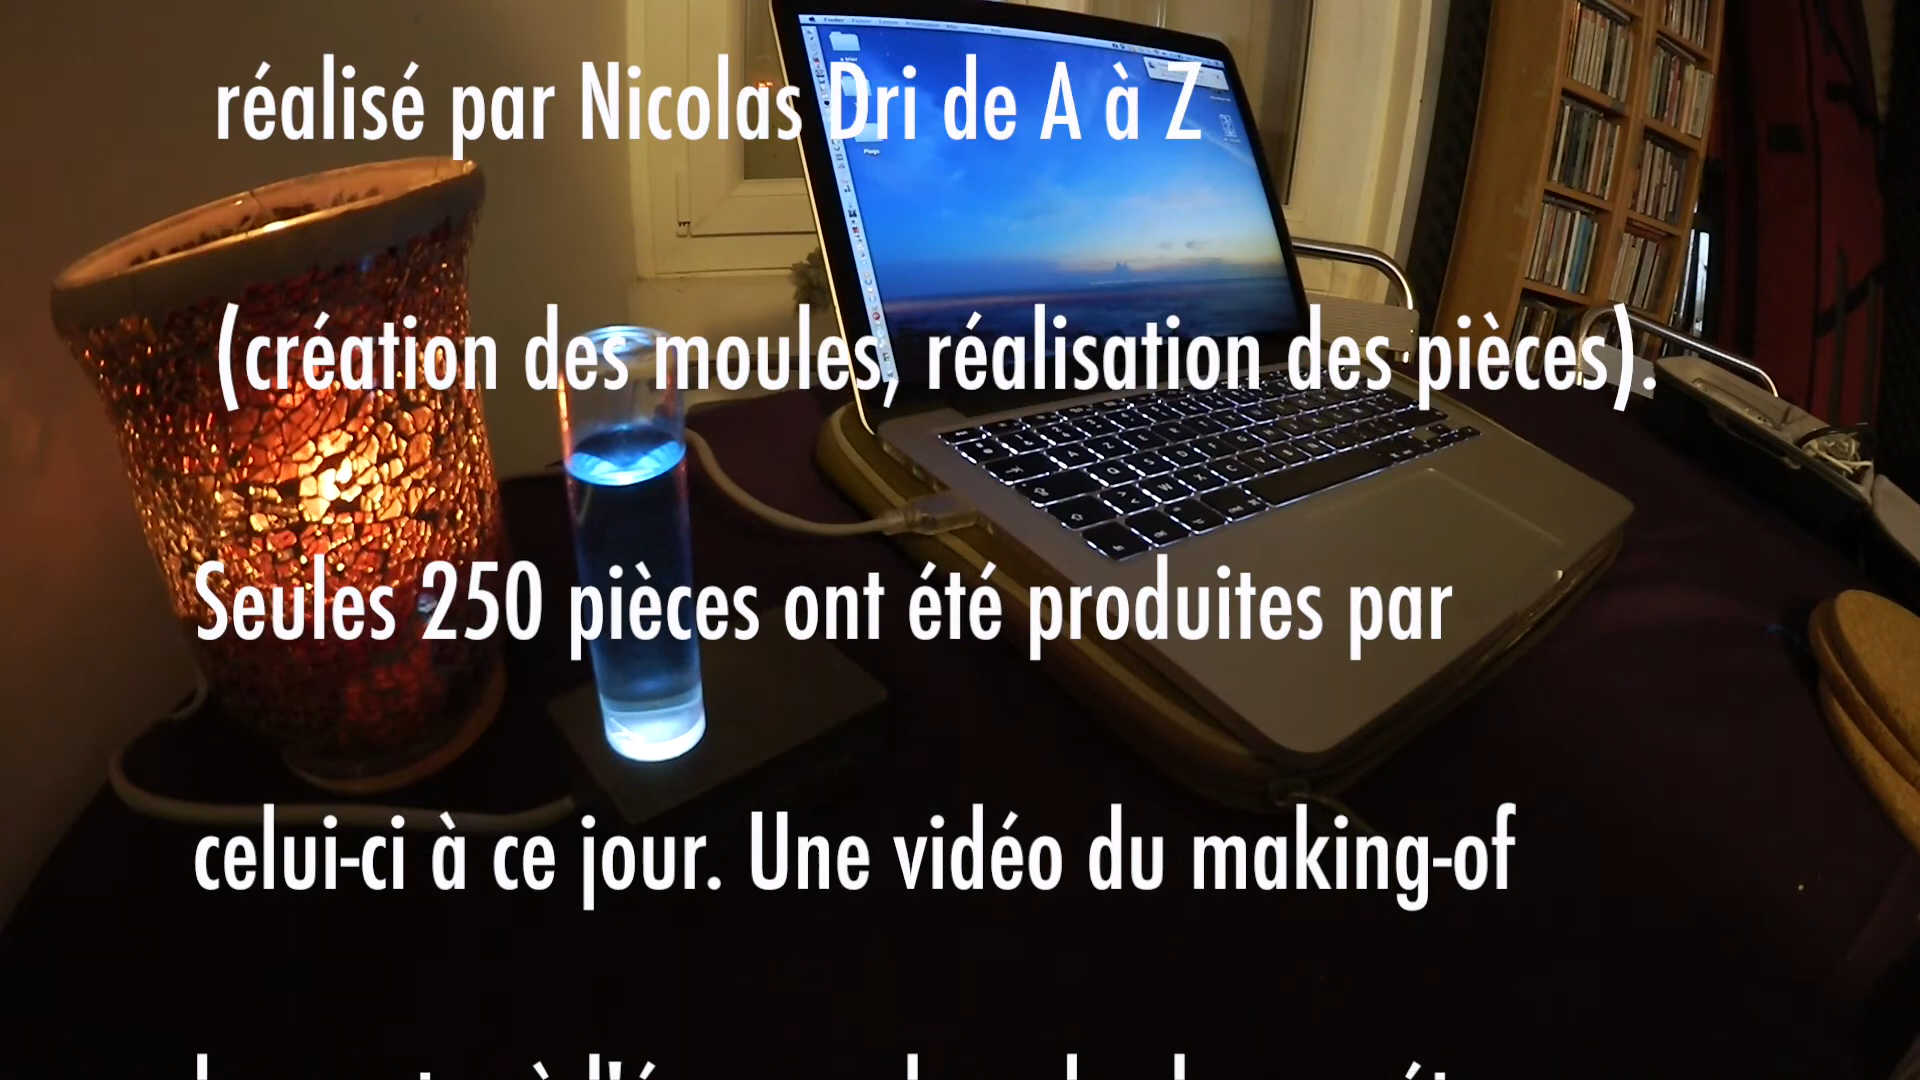 réalisé par Nicolas Dri de A à Z
(création des moules, réalisation des pièces).
Seules 250 pièces ont été produites par
celui-ci à ce jour. Une vidéo du making-of